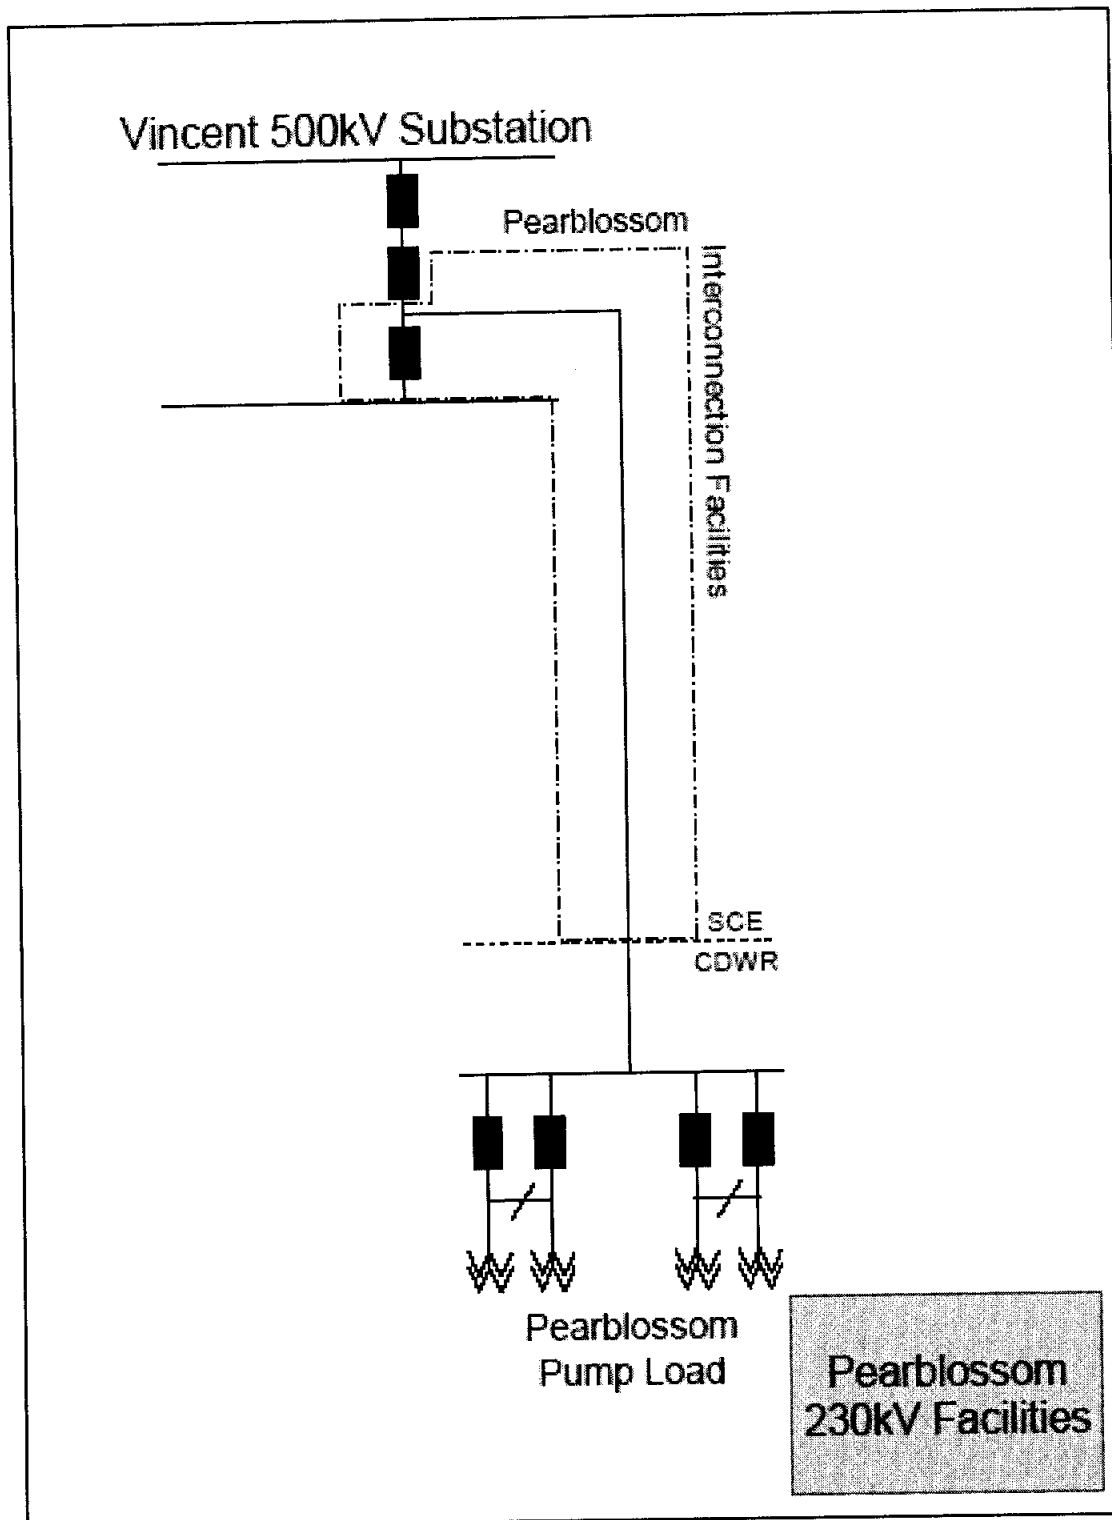 Vincent 500kV Substation
Pearblossom
Interconnection Facilities
SCE
CDWR
Pearblossom
Pump Load
Pearblossom
230kV Facilities